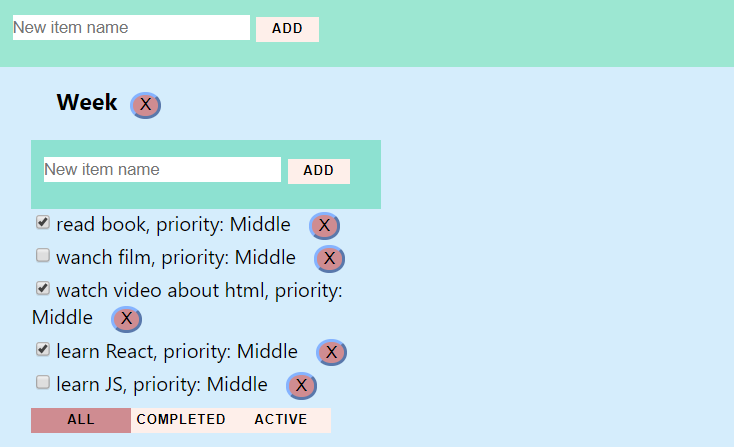 New item name ADD
Week X
New item name ADD
read book, priority: Middle X
wanch film, priority: Middle X
watch video about html, priority:
Middle X
learn React, priority: Middle X
learn JS, priority: Middle X
ALL COMPLETED ACTIVE